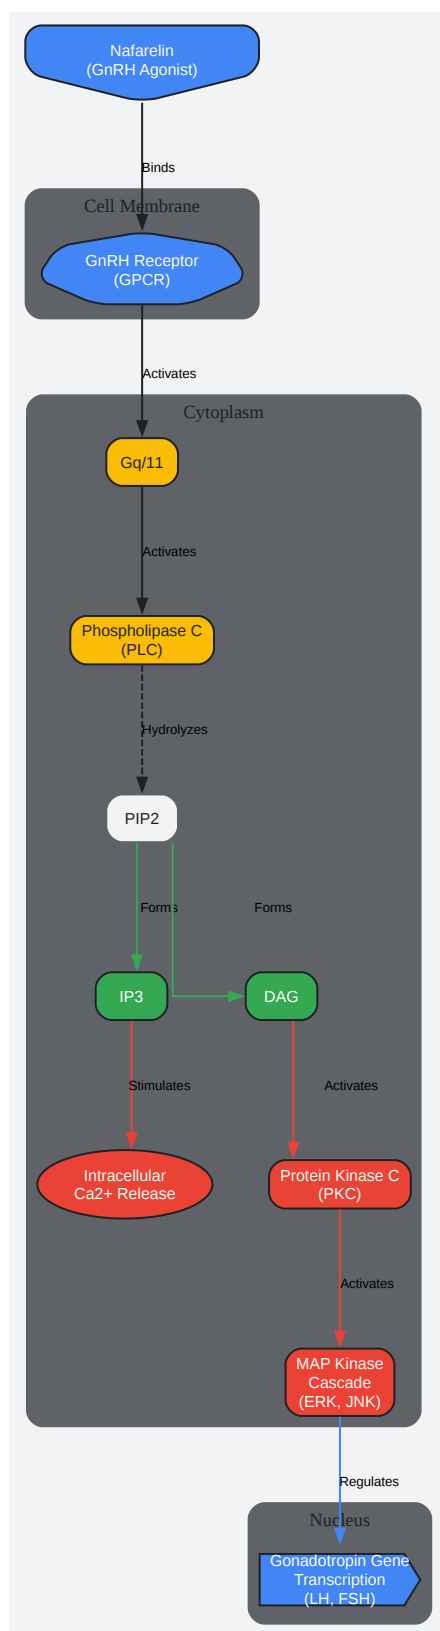 Nafarelin
(GnRH Agonist)
Binds
Cell Membrane
GnRH Receptor
(GPCR)
Activates
Cytoplasm
Gq/11
Activates
Phospholipase C
(PLC)
Hydrolyzes
PIP2
Forms
Forms
IP3
DAG
Stimulates
Activates
Intracellular
Ca2+ Release
Protein Kinase C
(PKC)
Activates
MAP Kinase
Cascade
(ERK, JNK)
Regulates
Nucleus
Gonadotropin Gene
Transcription
(LH, FSH)